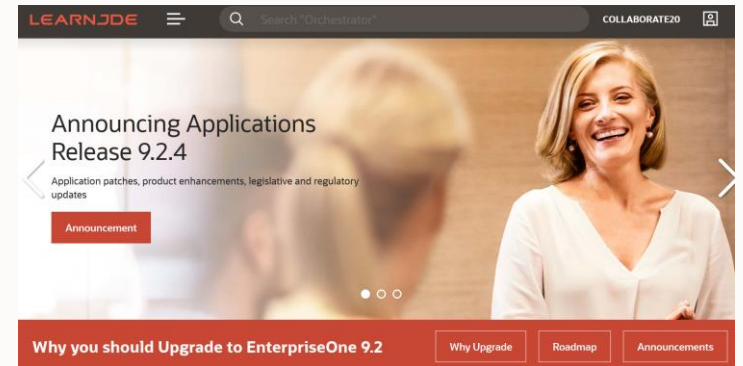 LEARNJDE
Search "Orchestrator"
COLLABORATE20
Announcing Applications
Release 9.2.4
Application patches, product enhancements, legislative and regulatory
updates
Announcement
Why you should Upgrade to EnterpriseOne 9.2
Why Upgrade
Roadmap
Announcements